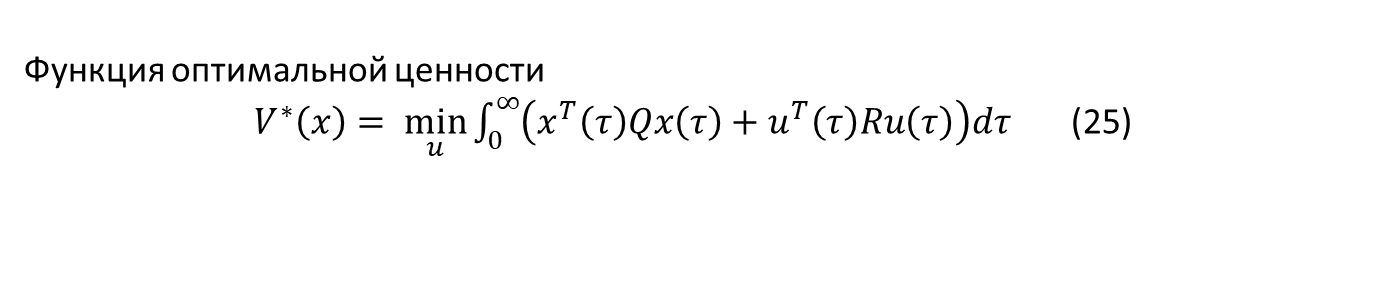 Функция оптимальной ценности
V*(x) = min_u ∫_0^∞ (x^T(τ)Qx(τ) + u^T(τ)Ru(τ))dτ (25)